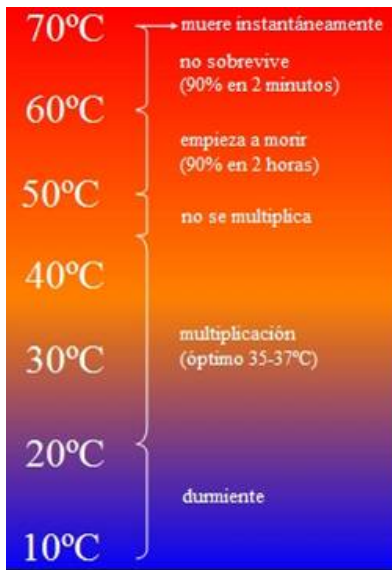 70ºC
muere instantáneamente
no sobrevive
(90% en 2 minutos)
60ºC
empieza a morir
(90% en 2 horas)
50ºC
no se multiplica
40ºC
multiplicación
(óptimo 35-37ºC)
30ºC
20ºC
durmiente
10ºC